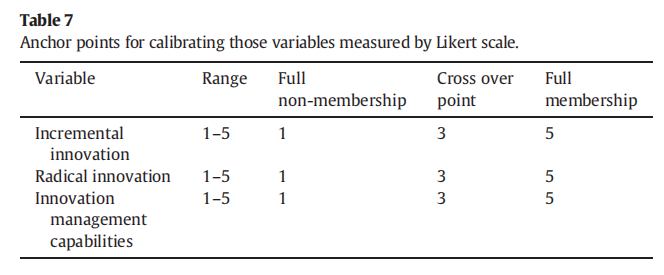 Table 7
Anchor points for calibrating those variables measured by Likert scale.
Variable Range Full non-membership Cross over point Full membership
Incremental innovation 1–5 1 3 5
Radical innovation 1–5 1 3 5
Innovation management capabilities 1–5 1 3 5